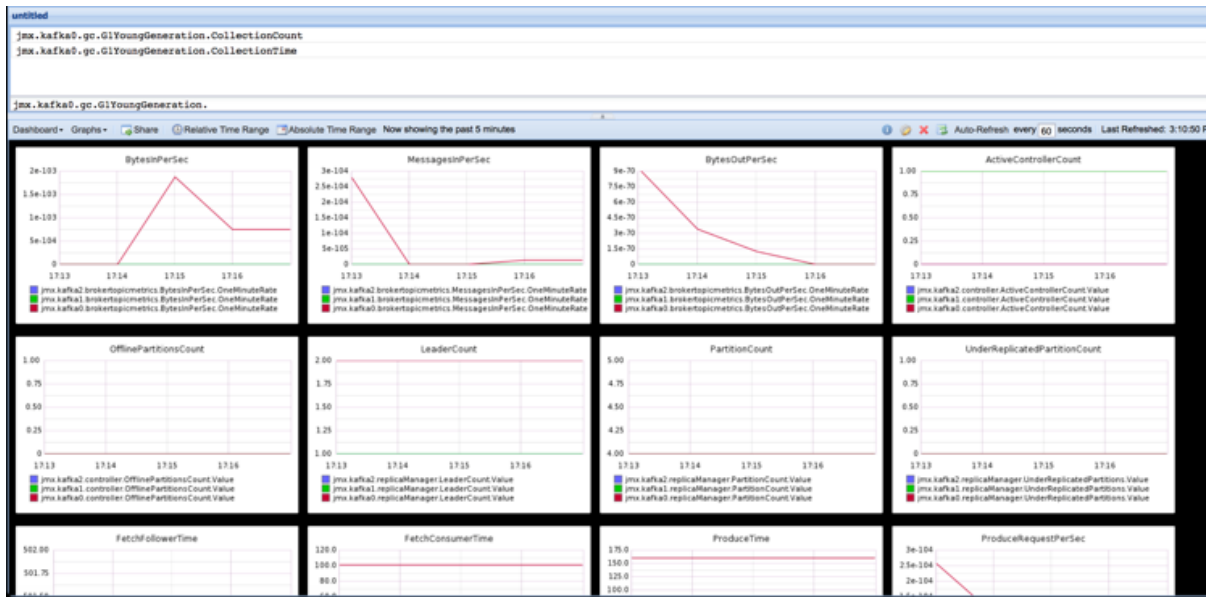 untitled
jmx.kafka0.gc.G1YoungGeneration.CollectionCount
jmx.kafka0.gc.G1YoungGeneration.CollectionTime
jmx.kafka0.gc.G1YoungGeneration.
Dashboard Graphs Share Relative Time Range Absolute Time Range Now showing the past 5 minutes Auto-Refresh every 60 seconds Last Refreshed: 3:10:50 P
BytesInPerSec
2e-103
1.5e-103
1e-103
5e-104
0
17:13 17:14 17:15 17:16
jmx.kafka2.brokertopicmetrics.BytesInPerSec.OneMinuteRate
jmx.kafka1.brokertopicmetrics.BytesInPerSec.OneMinuteRate
jmx.kafka0.brokertopicmetrics.BytesInPerSec.OneMinuteRate
MessagesInPerSec
3e-104
2.5e-104
2e-104
1.5e-104
1e-104
5e-105
0
17:13 17:14 17:15 17:16
jmx.kafka2.brokertopicmetrics.MessagesInPerSec.OneMinuteRate
jmx.kafka1.brokertopicmetrics.MessagesInPerSec.OneMinuteRate
jmx.kafka0.brokertopicmetrics.MessagesInPerSec.OneMinuteRate
BytesOutPerSec
9e-70
7.5e-70
6e-70
4.5e-70
3e-70
1.5e-70
0
17:13 17:14 17:15 17:16
jmx.kafka2.brokertopicmetrics.BytesOutPerSec.OneMinuteRate
jmx.kafka1.brokertopicmetrics.BytesOutPerSec.OneMinuteRate
jmx.kafka0.brokertopicmetrics.BytesOutPerSec.OneMinuteRate
ActiveControllerCount
1.00
0.75
0.50
0.25
0
17:13 17:14 17:15 17:16
jmx.kafka2.controller.ActiveControllerCount.Value
jmx.kafka1.controller.ActiveControllerCount.Value
jmx.kafka0.controller.ActiveControllerCount.Value
OfflinePartitionsCount
1.00
0.75
0.50
0.25
0
17:13 17:14 17:15 17:16
jmx.kafka2.controller.OfflinePartitionsCount.Value
jmx.kafka1.controller.OfflinePartitionsCount.Value
jmx.kafka0.controller.OfflinePartitionsCount.Value
LeaderCount
2.00
1.75
1.50
1.25
1.00
17:13 17:14 17:15 17:16
jmx.kafka2.replicaManager.LeaderCount.Value
jmx.kafka1.replicaManager.LeaderCount.Value
jmx.kafka0.replicaManager.LeaderCount.Value
PartitionCount
5.00
4.75
4.50
4.25
4.00
17:13 17:14 17:15 17:16
jmx.kafka2.replicaManager.PartitionCount.Value
jmx.kafka1.replicaManager.PartitionCount.Value
jmx.kafka0.replicaManager.PartitionCount.Value
UnderReplicatedPartitionCount
1.00
0.75
0.50
0.25
0
17:13 17:14 17:15 17:16
jmx.kafka2.replicaManager.UnderReplicatedPartitions.Value
jmx.kafka1.replicaManager.UnderReplicatedPartitions.Value
jmx.kafka0.replicaManager.UnderReplicatedPartitions.Value
FetchFollowerTime
502.00
501.75
FetchConsumerTime
120.0
100.0
80.0
ProduceTime
175.0
150.0
125.0
100.0
ProduceRequestPerSec
3e-104
2.5e-104
2e-104